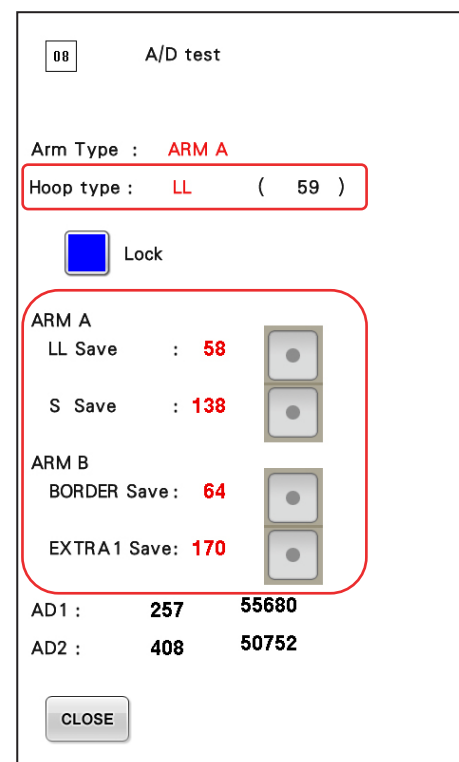 08 A/D test
Arm Type : ARM A
Hoop type : LL ( 59 )
Lock
ARM A
LL Save : 58
S Save : 138
ARM B
BORDER Save : 64
EXTRA1 Save: 170
AD1 : 257 55680
AD2 : 408 50752
CLOSE